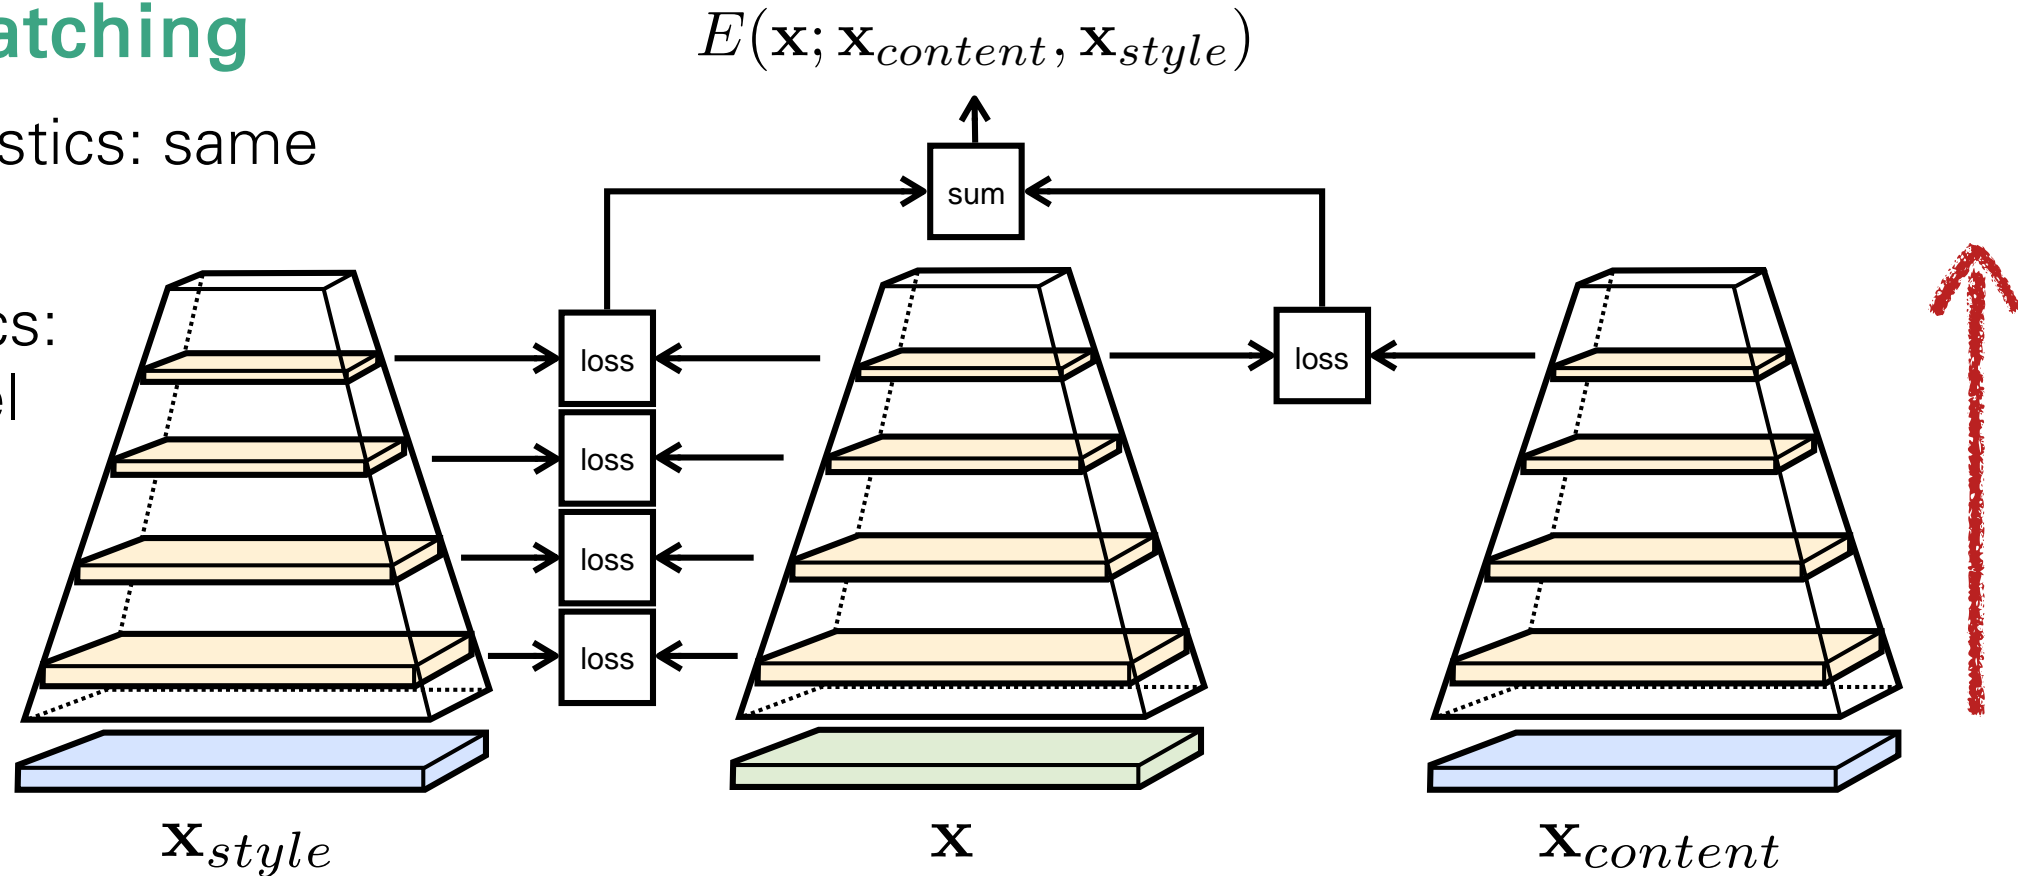 atching
E(x; x_content, x_style)
stics: same
sum
cs:
el
loss
loss
loss
loss
loss
x_style
x
x_content